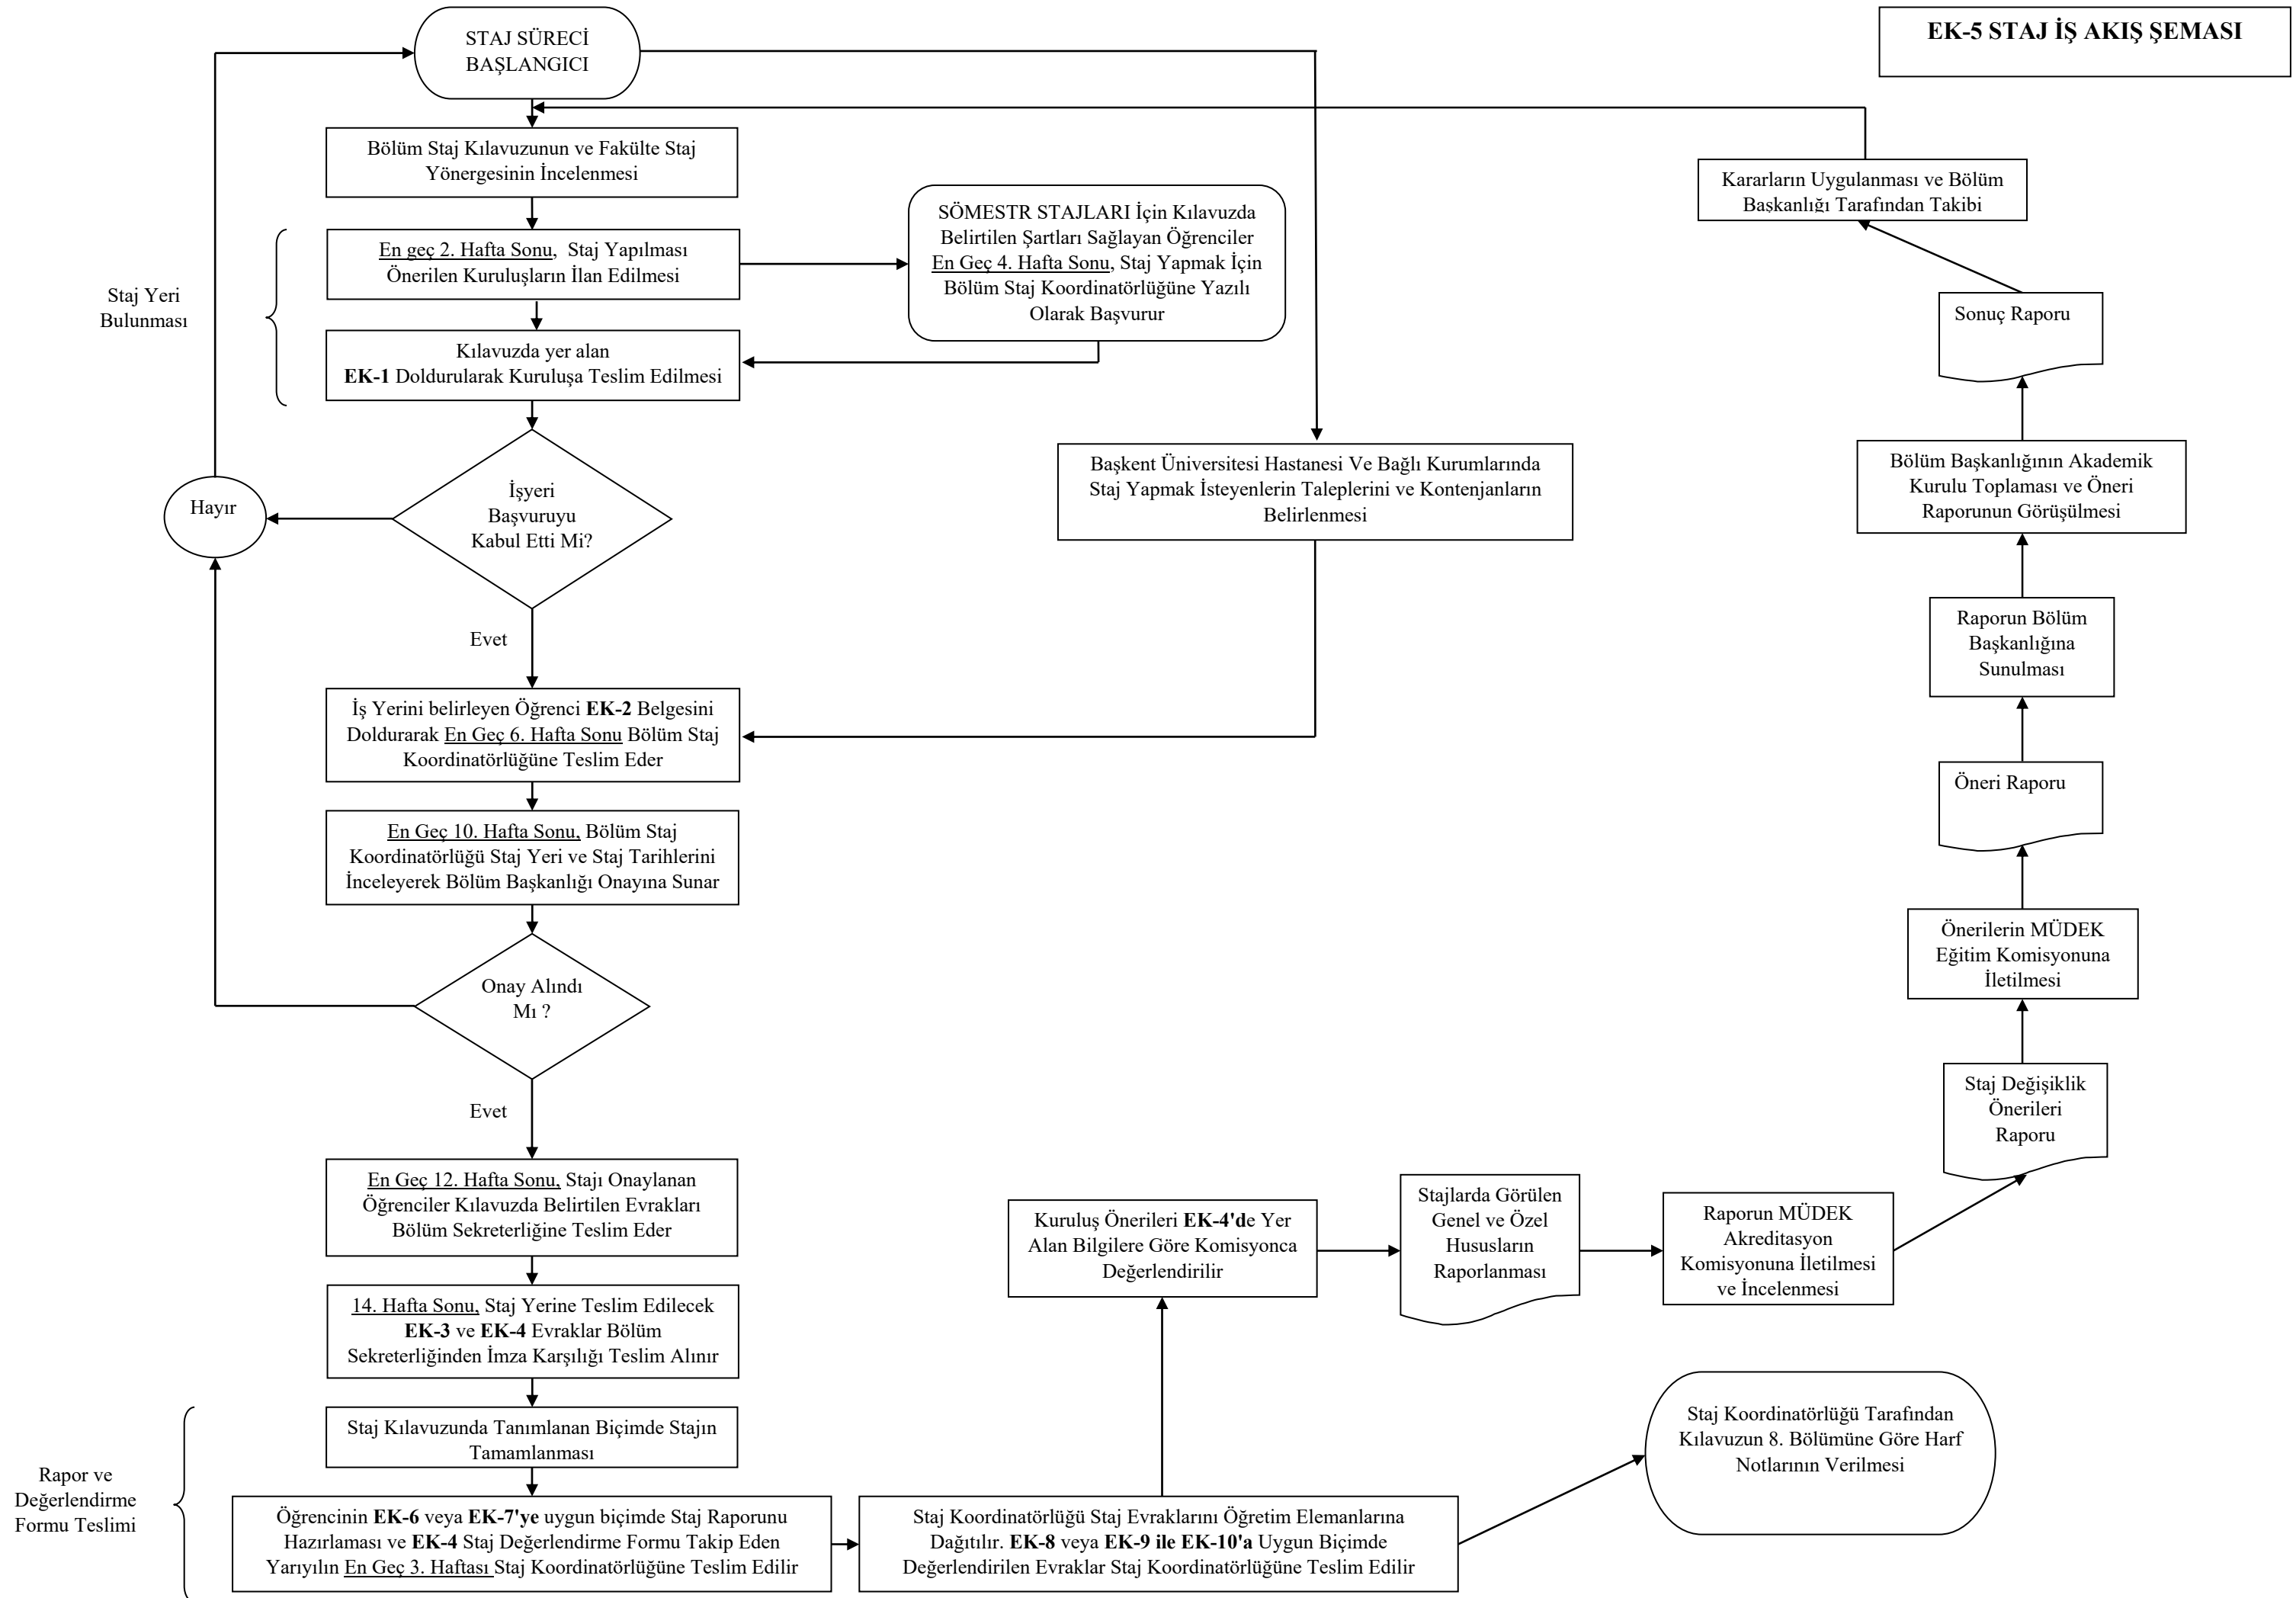 EK-5 STAJ İŞ AKIŞ ŞEMASI
STAJ SÜRECİ
BAŞLANGICI
Bölüm Staj Kılavuzunun ve Fakülte Staj
Yönergesinin İncelenmesi
Staj Yeri
Bulunması
En geç 2. Hafta Sonu, Staj Yapılması
Önerilen Kuruluşların İlan Edilmesi
SÖMESTR STAJLARI İçin Kılavuzda
Belirtilen Şartları Sağlayan Öğrenciler
En Geç 4. Hafta Sonu, Staj Yapmak İçin
Bölüm Staj Koordinatörlüğüne Yazılı
Olarak Başvurur
Kılavuzda yer alan
EK-1 Doldurularak Kuruluşa Teslim Edilmesi
İşyeri
Başvuruyu
Kabul Etti Mi?
Hayır
Evet
Başkent Üniversitesi Hastanesi Ve Bağlı Kurumlarında
Staj Yapmak İsteyenlerin Taleplerini ve Kontenjanların
Belirlenmesi
İş Yerini belirleyen Öğrenci EK-2 Belgesini
Doldurarak En Geç 6. Hafta Sonu Bölüm Staj
Koordinatörlüğüne Teslim Eder
En Geç 10. Hafta Sonu, Bölüm Staj
Koordinatörlüğü Staj Yeri ve Staj Tarihlerini
İnceleyerek Bölüm Başkanlığı Onayına Sunar
Onay Alındı
Mı ?
Evet
En Geç 12. Hafta Sonu, Stajı Onaylanan
Öğrenciler Kılavuzda Belirtilen Evrakları
Bölüm Sekreterliğine Teslim Eder
14. Hafta Sonu, Staj Yerine Teslim Edilecek
EK-3 ve EK-4 Evraklar Bölüm
Sekreterliğinden İmza Karşılığı Teslim Alınır
Staj Kılavuzunda Tanımlanan Biçimde Stajın
Tamamlanması
Rapor ve
Değerlendirme
Formu Teslimi
Öğrencinin EK-6 veya EK-7'ye uygun biçimde Staj Raporunu
Hazırlaması ve EK-4 Staj Değerlendirme Formu Takip Eden
Yarıyılın En Geç 3. Haftası Staj Koordinatörlüğüne Teslim Edilir
Staj Koordinatörlüğü Staj Evraklarını Öğretim Elemanlarına
Dağıtılır. EK-8 veya EK-9 ile EK-10'a Uygun Biçimde
Değerlendirilen Evraklar Staj Koordinatörlüğüne Teslim Edilir
Staj Koordinatörlüğü Tarafından
Kılavuzun 8. Bölümüne Göre Harf
Notlarının Verilmesi
Kuruluş Önerileri EK-4'de Yer
Alan Bilgilere Göre Komisyonca
Değerlendirilir
Stajlarda Görülen
Genel ve Özel
Hususların
Raporlanması
Raporun MÜDEK
Akreditasyon
Komisyonuna İletilmesi
ve İncelenmesi
Staj Değişiklik
Önerileri
Raporu
Önerilerin MÜDEK
Eğitim Komisyonuna
İletilmesi
Öneri Raporu
Raporun Bölüm
Başkanlığına
Sunulması
Bölüm Başkanlığının Akademik
Kurulu Toplaması ve Öneri
Raporunun Görüşülmesi
Sonuç Raporu
Kararların Uygulanması ve Bölüm
Başkanlığı Tarafından Takibi